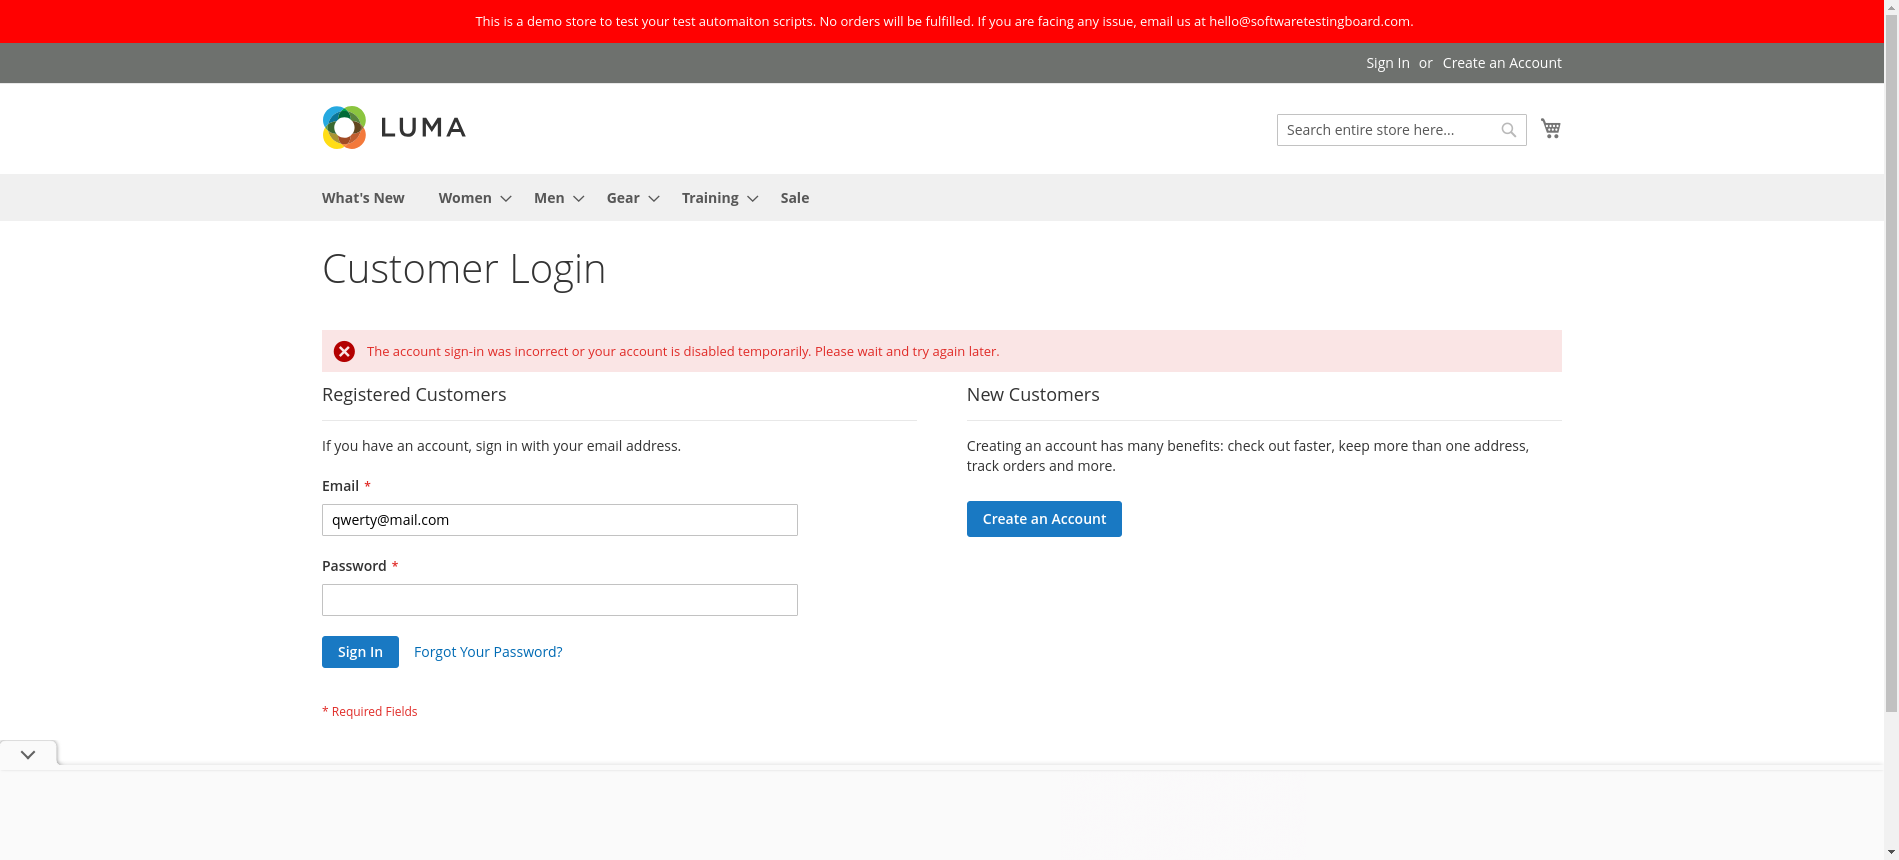 This is a demo store to test your test automaiton scripts. No orders will be fulfilled. If you are facing any issue, email us at hello@softwaretestingboard.com.
Sign In or Create an Account
LUMA
Search entire store here...
What's New Women Men Gear Training Sale
Customer Login
The account sign-in was incorrect or your account is disabled temporarily. Please wait and try again later.
Registered Customers
If you have an account, sign in with your email address.
Email *
qwerty@mail.com
Password *
Sign In Forgot Your Password?
* Required Fields
New Customers
Creating an account has many benefits: check out faster, keep more than one address,
track orders and more.
Create an Account